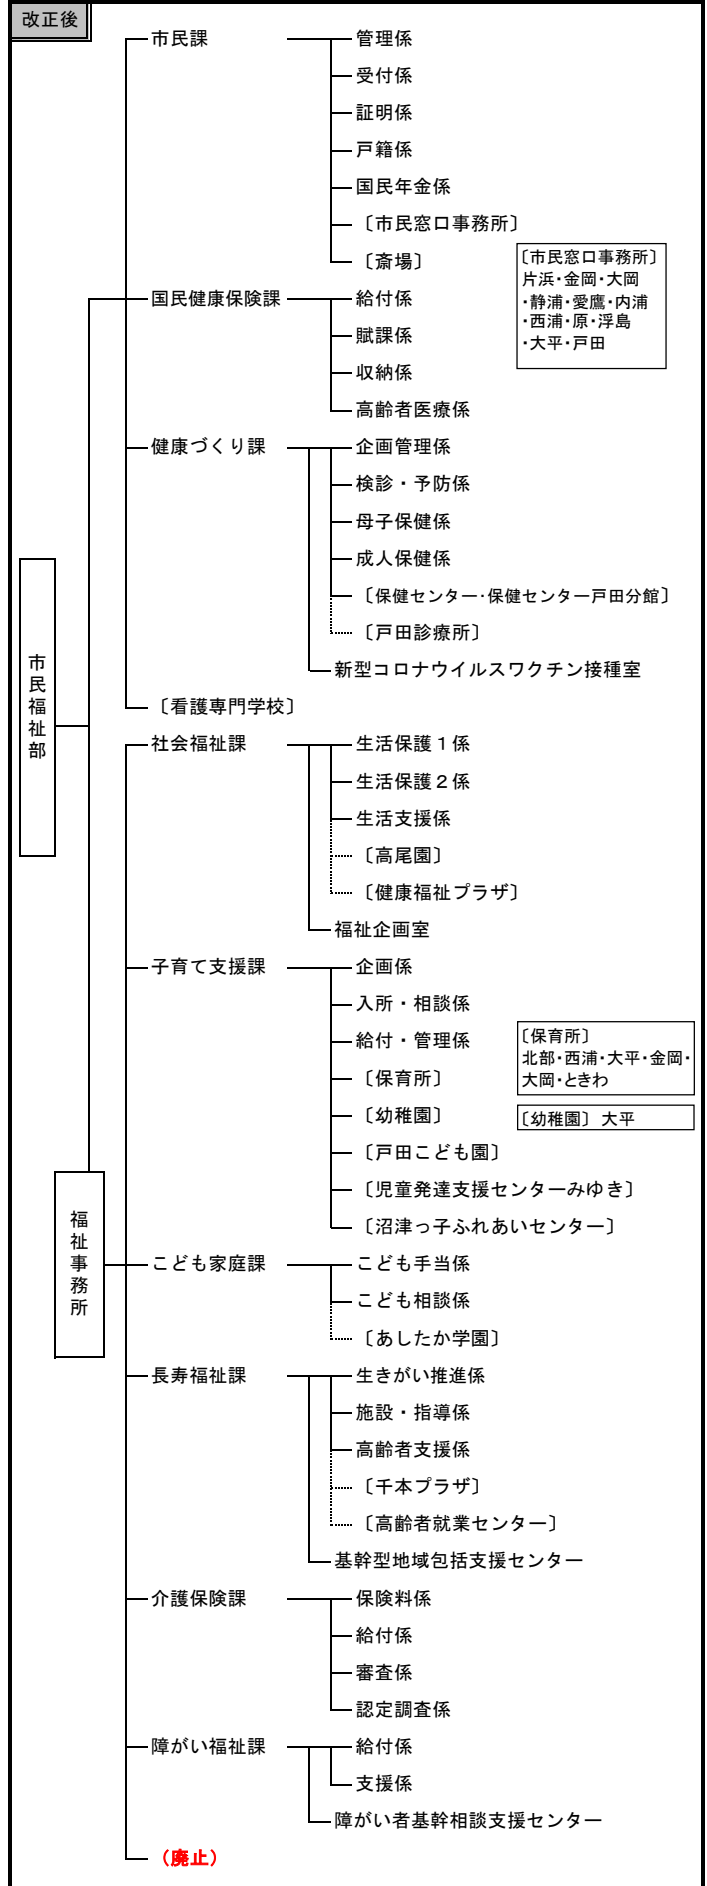 改正後
市民課
管理係
受付係
証明係
戸籍係
国民年金係
〔市民窓口事務所〕
〔斎場〕
〔市民窓口事務所〕
片浜・金岡・大岡
・静浦・愛鷹・内浦
・西浦・原・浮島
・大平・戸田
国民健康保険課
給付係
賦課係
収納係
高齢者医療係
健康づくり課
企画管理係
検診・予防係
母子保健係
成人保健係
〔保健センター・保健センター戸田分館〕
〔戸田診療所〕
新型コロナウイルスワクチン接種室
〔看護専門学校〕
市民福祉部
社会福祉課
生活保護１係
生活保護２係
生活支援係
〔高尾園〕
〔健康福祉プラザ〕
福祉企画室
子育て支援課
企画係
入所・相談係
給付・管理係
〔保育所〕
〔幼稚園〕
〔戸田こども園〕
〔児童発達支援センターみゆき〕
〔沼津っ子ふれあいセンター〕
〔保育所〕
北部・西浦・大平・金岡・
大岡・ときわ
〔幼稚園〕 大平
福祉事務所
こども家庭課
こども手当係
こども相談係
〔あしたか学園〕
長寿福祉課
生きがい推進係
施設・指導係
高齢者支援係
〔千本プラザ〕
〔高齢者就業センター〕
基幹型地域包括支援センター
介護保険課
保険料係
給付係
審査係
認定調査係
障がい福祉課
給付係
支援係
障がい者基幹相談支援センター
（廃止）